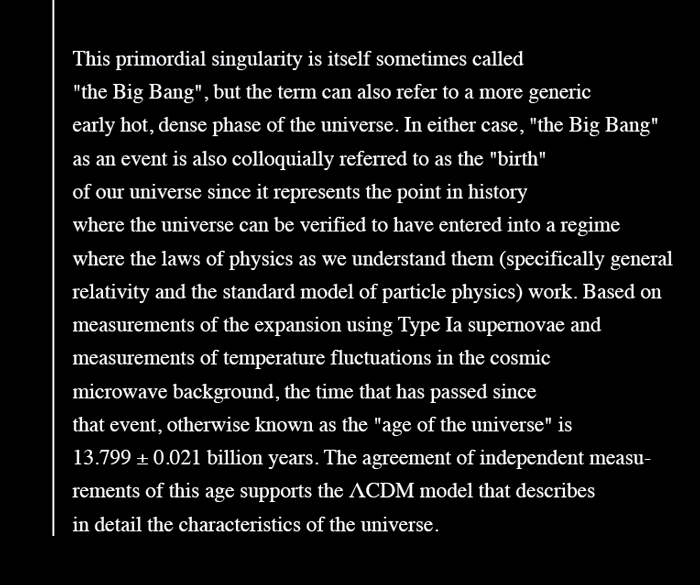 This primordial singularity is itself sometimes called
"the Big Bang", but the term can also refer to a more generic
early hot, dense phase of the universe. In either case, "the Big Bang"
as an event is also colloquially referred to as the "birth"
of our universe since it represents the point in history
where the universe can be verified to have entered into a regime
where the laws of physics as we understand them (specifically general
relativity and the standard model of particle physics) work. Based on
measurements of the expansion using Type Ia supernovae and
measurements of temperature fluctuations in the cosmic
microwave background, the time that has passed since
that event, otherwise known as the "age of the universe" is
13.799 ± 0.021 billion years. The agreement of independent measu-
rements of this age supports the ΛCDM model that describes
in detail the characteristics of the universe.